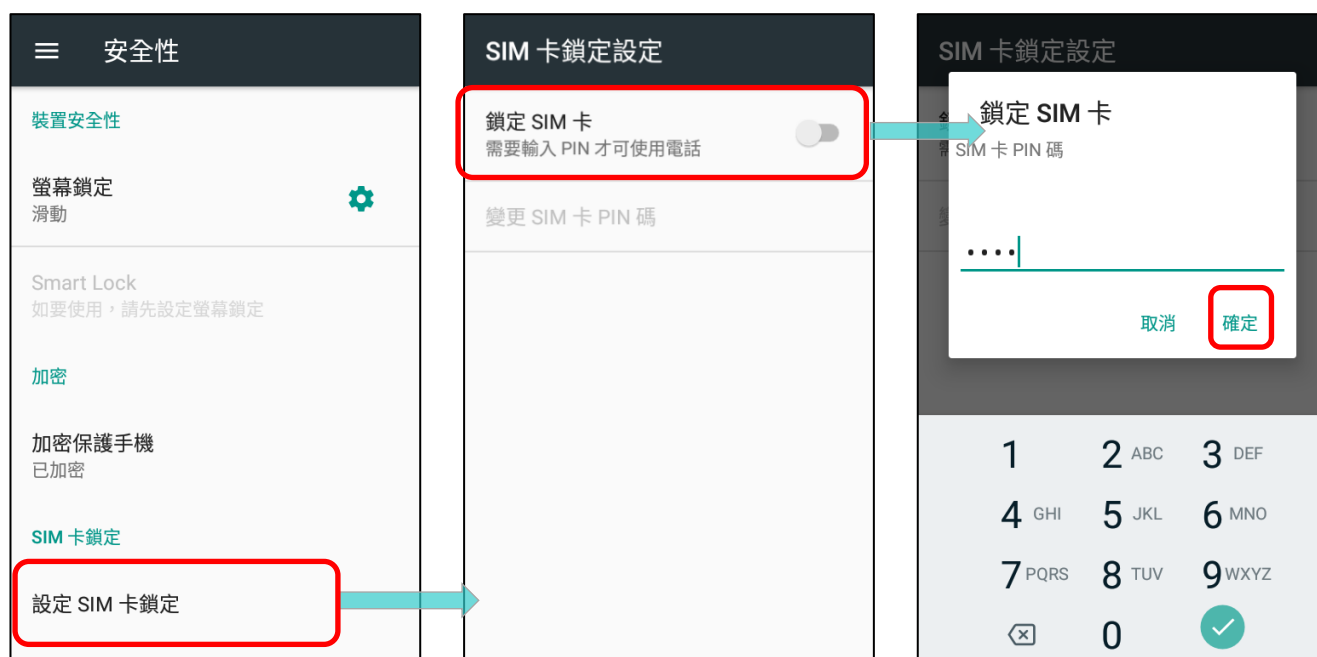 安全性
裝置安全性
螢幕鎖定
滑動
Smart Lock
如要使用，請先設定螢幕鎖定
加密
加密保護手機
已加密
SIM 卡鎖定
設定 SIM 卡鎖定
SIM 卡鎖定設定
鎖定 SIM 卡
需要輸入 PIN 才可使用電話
變更 SIM 卡 PIN 碼
SIM 卡鎖定設定
鎖定 SIM 卡
SIM 卡 PIN 碼
••••
取消 確定
1 2 ABC 3 DEF
4 GHI 5 JKL 6 MNO
7 PQRS 8 TUV 9 WXYZ
0